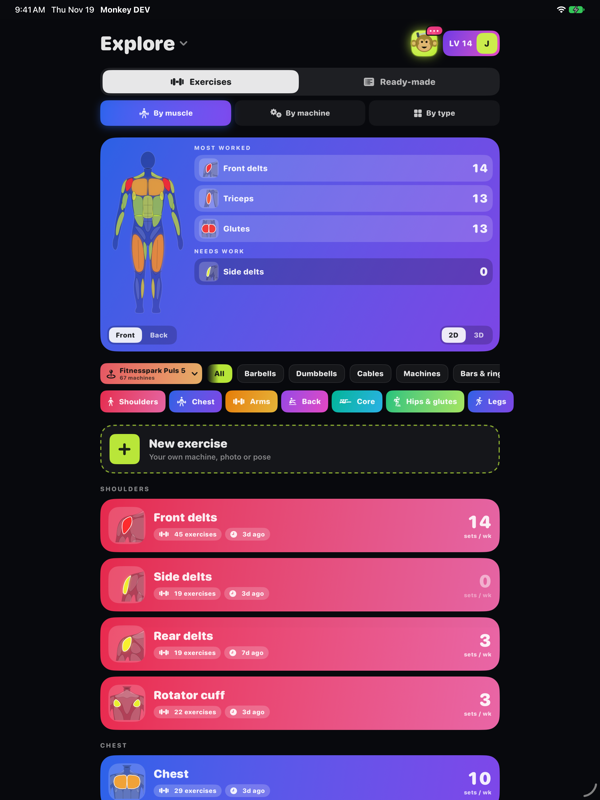 9:41 AM Thu Nov 19 Monkey DEV
Explore
LV 14 J
Exercises
Ready-made
By muscle
By machine
By type
MOST WORKED
Front delts 14
Triceps 13
Glutes 13
NEEDS WORK
Side delts 0
Front Back
2D 3D
Fitnesspark Puls 5
67 machines
All
Barbells
Dumbbells
Cables
Machines
Bars & ring
Shoulders
Chest
Arms
Back
Core
Hips & glutes
Legs
New exercise
Your own machine, photo or pose
SHOULDERS
Front delts
45 exercises
3d ago
14
sets / wk
Side delts
19 exercises
3d ago
0
sets / wk
Rear delts
19 exercises
7d ago
3
sets / wk
Rotator cuff
22 exercises
3d ago
3
sets / wk
CHEST
Chest
29 exercises
3d ago
10
sets / wk